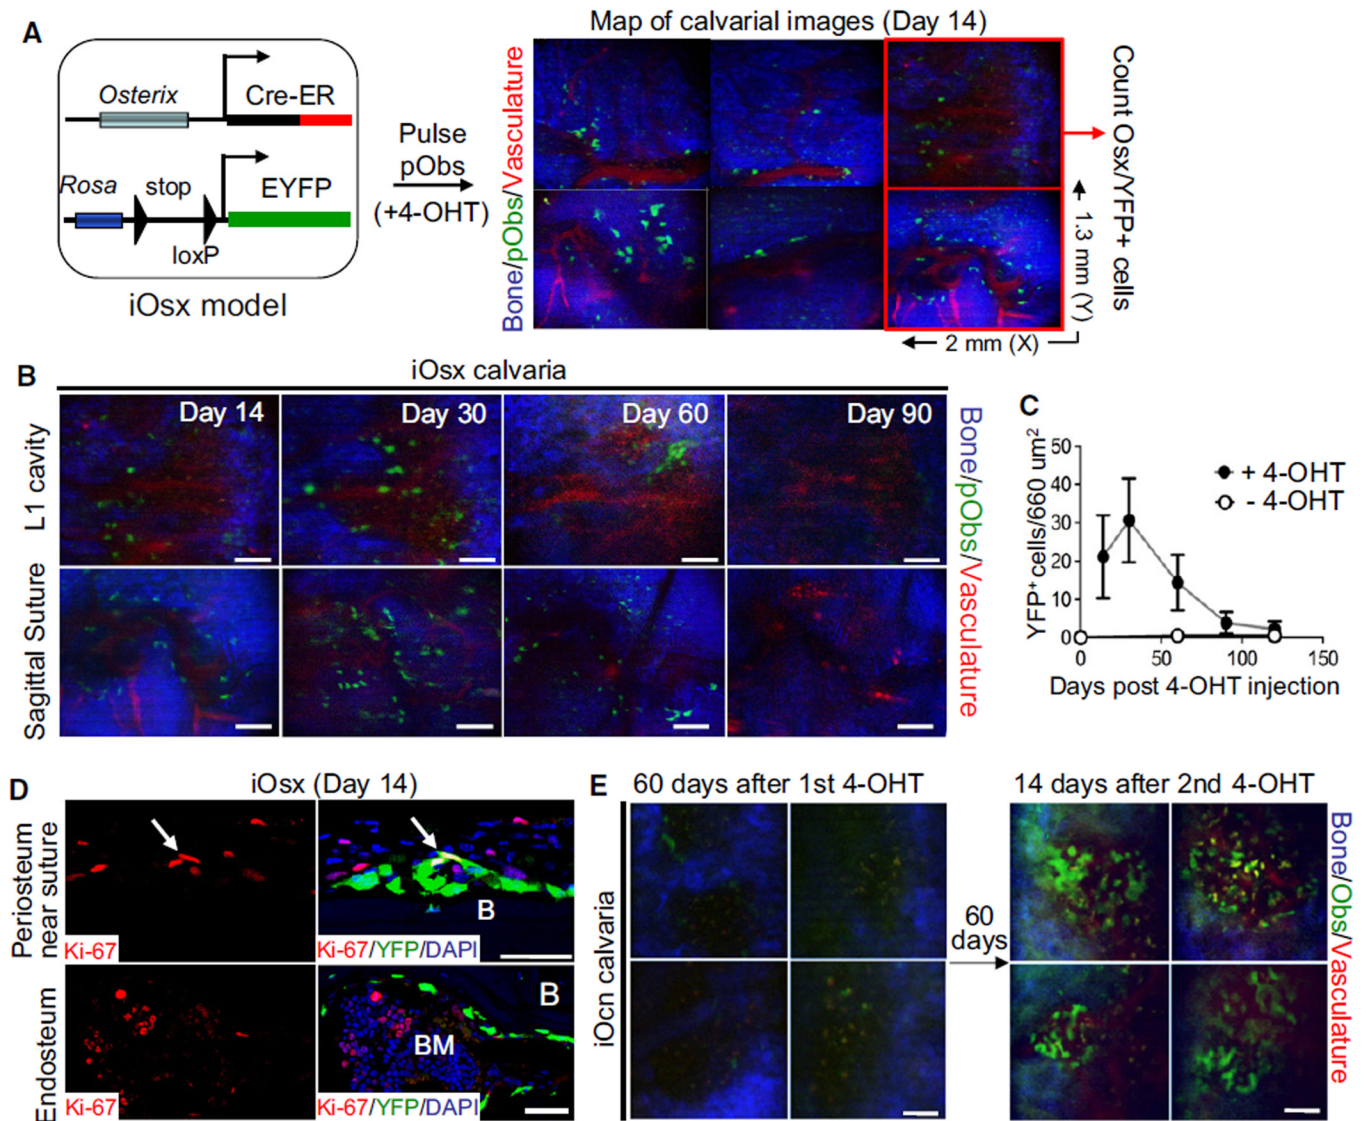 A
Osterix
Cre-ER
Rosa
stop
EYFP
loxP
iOsx model
Pulse
pObs
(+4-OHT)
Map of calvarial images (Day 14)
Bone/pObs/Vasculature
Count Osx/YFP+ cells
1.3 mm (Y)
2 mm (X)
B
iOsx calvaria
Day 14
Day 30
Day 60
Day 90
L1 cavity
Sagittal Suture
Bone/pObs/Vasculature
C
YFP+ cells/660 um2
50
40
30
20
10
0
0
50
100
150
Days post 4-OHT injection
+ 4-OHT
- 4-OHT
D
iOsx (Day 14)
Periosteum
near suture
Ki-67
Ki-67/YFP/DAPI
B
Endosteum
Ki-67
Ki-67/YFP/DAPI
BM
B
E
60 days after 1st 4-OHT
14 days after 2nd 4-OHT
iOcn calvaria
60
days
Bone/Obs/Vasculature